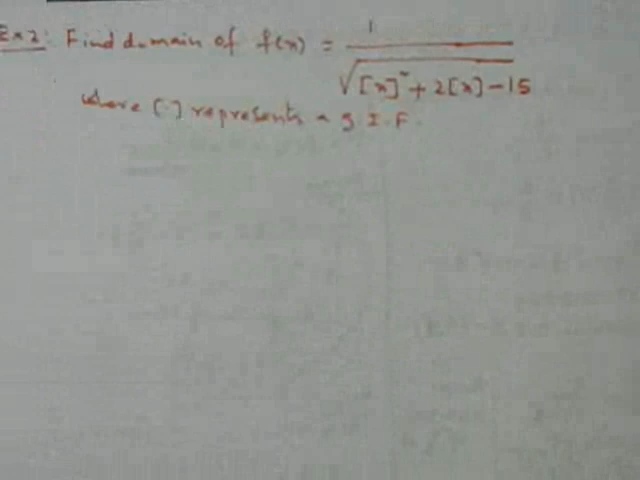 Ex 2: Find domain of f(x) = 1 / √([x]² + 2[x] - 15)
where [·] represents a G.I.F.